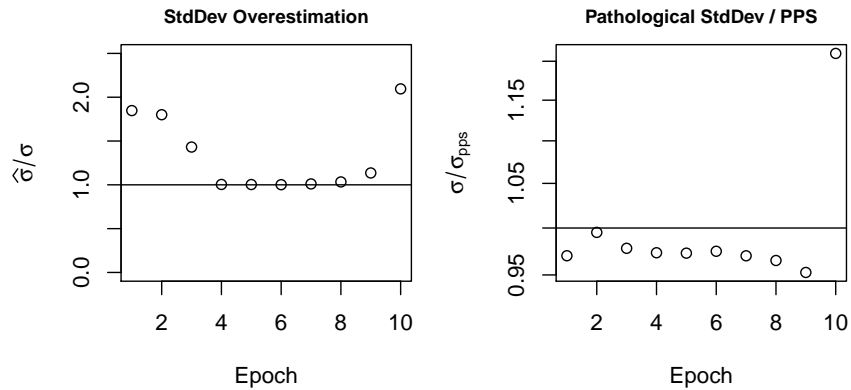 StdDev Overestimation
σ̂/σ
0.0
1.0
2.0
2
4
6
8
10
Epoch
Pathological StdDev / PPS
σ/σpps
0.95
1.05
1.15
2
4
6
8
10
Epoch